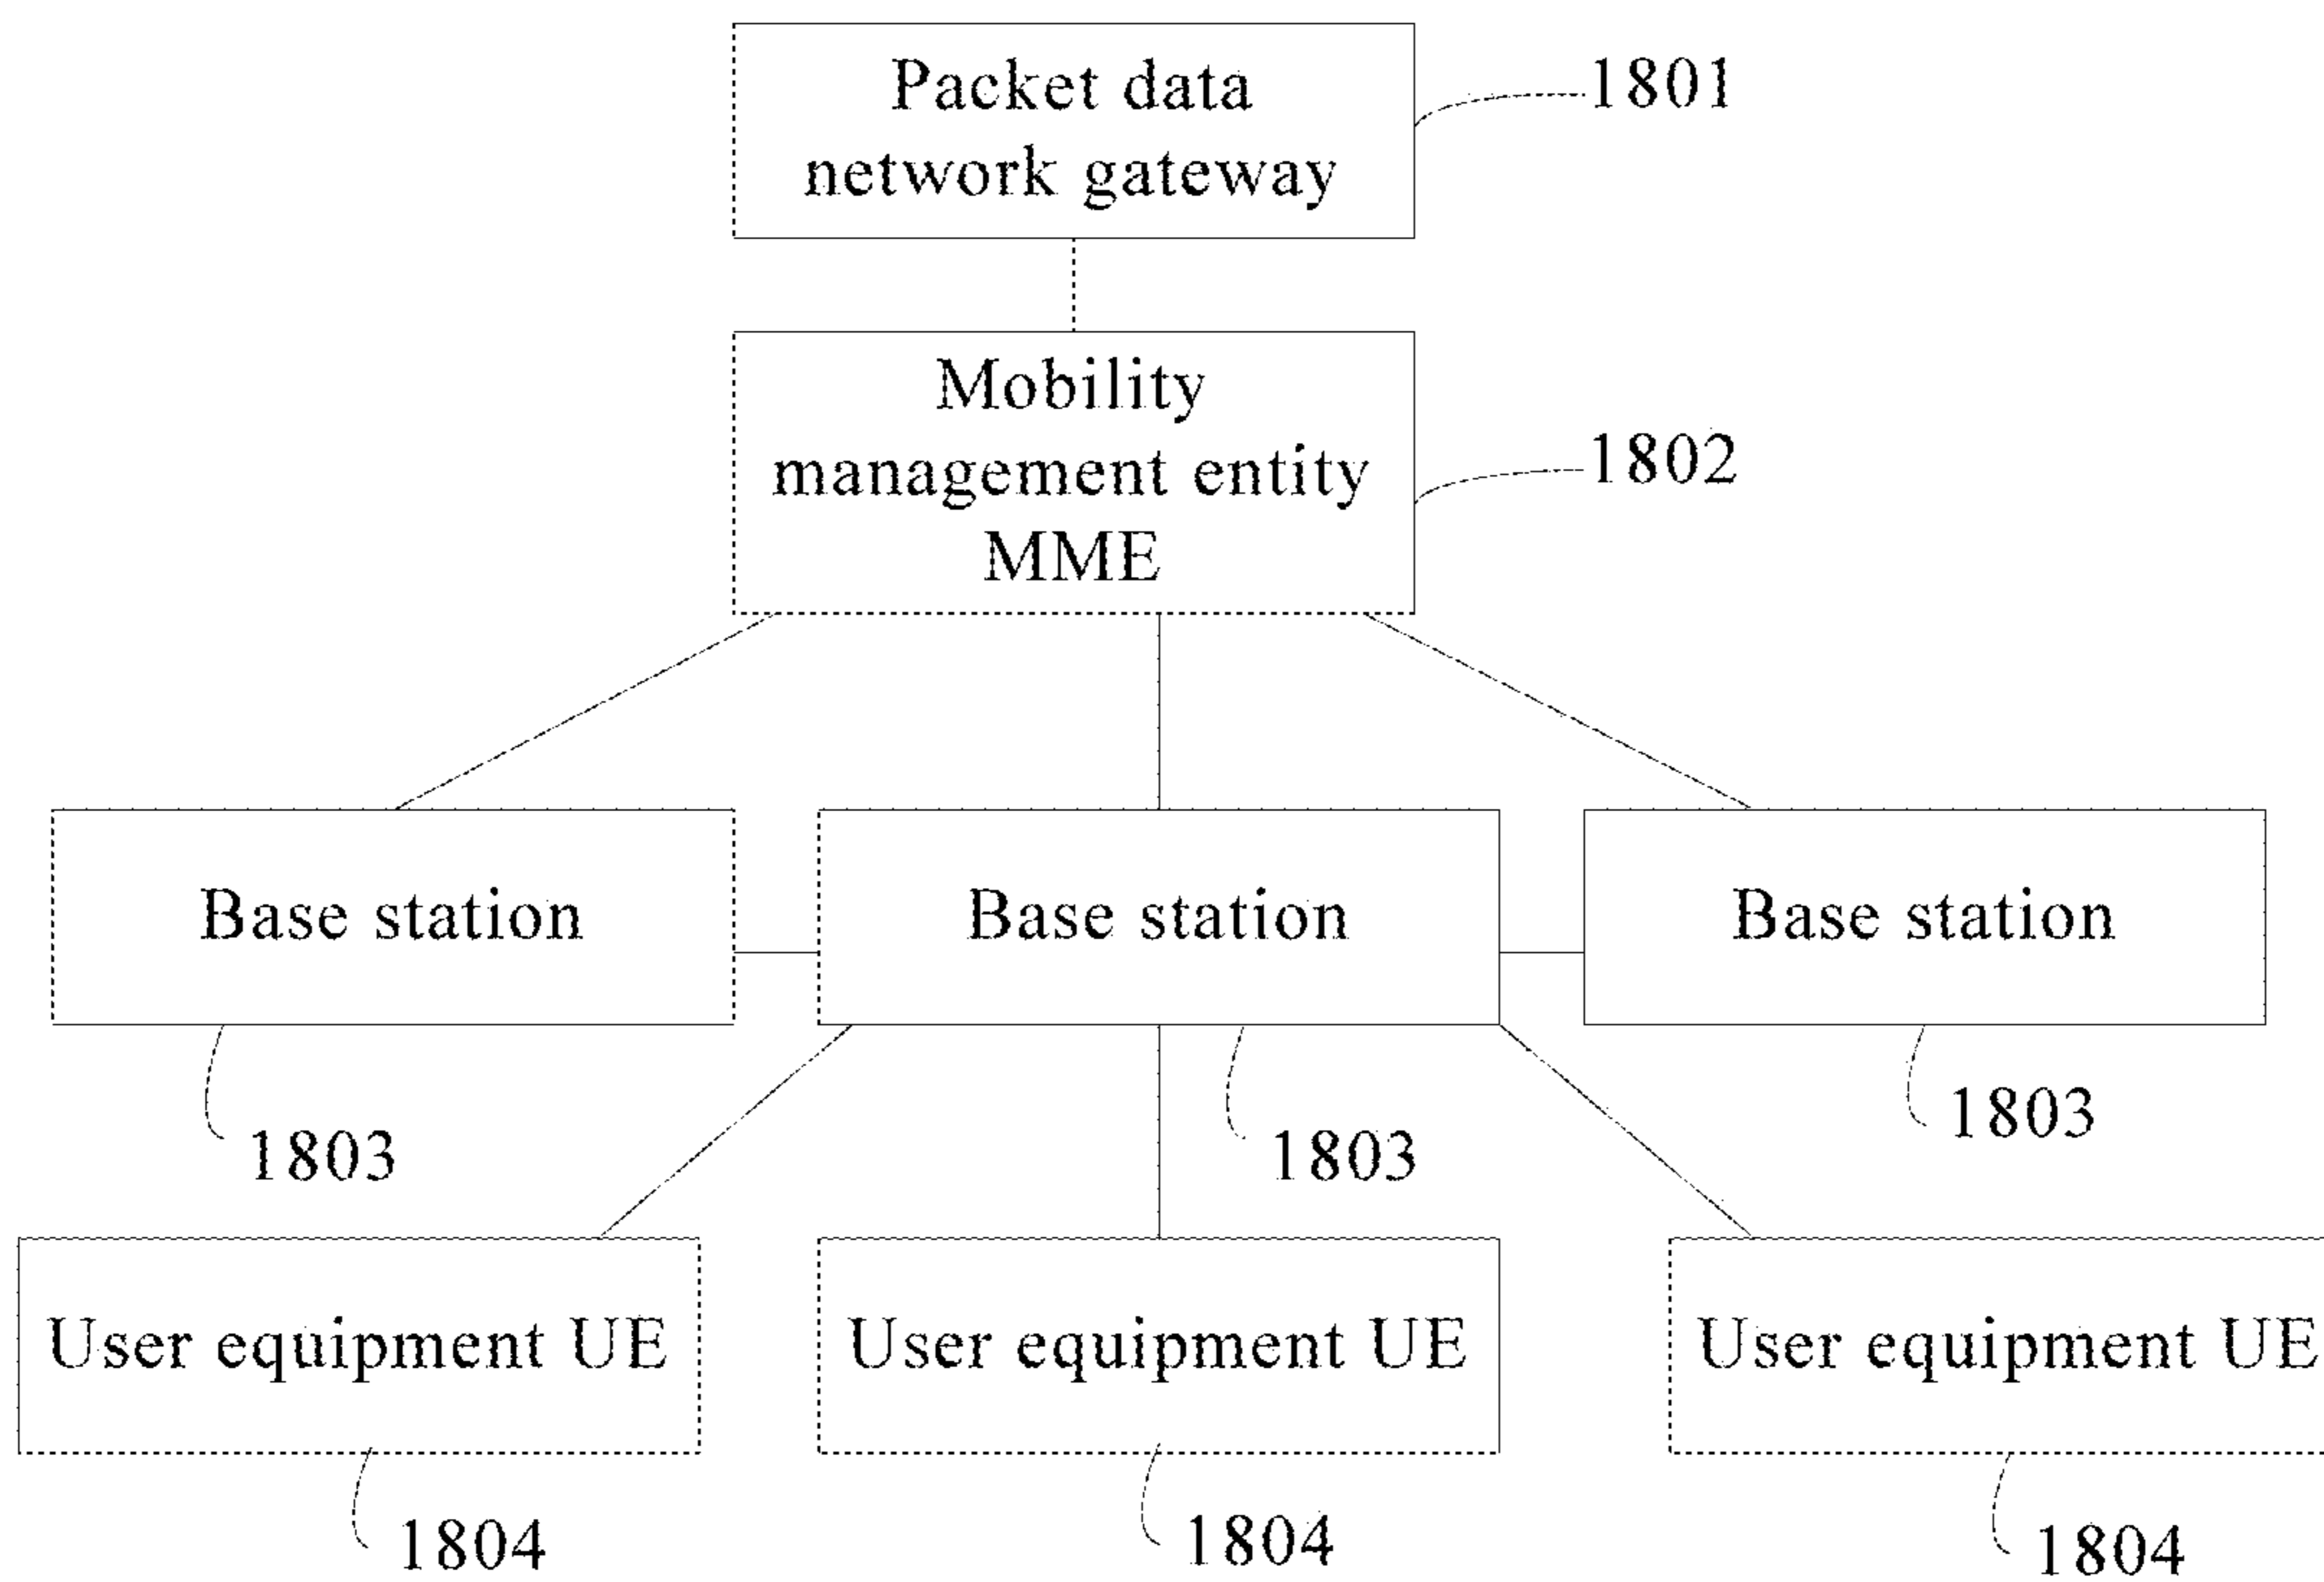 Packet data
network gateway
1801
Mobility
management entity
MME
1802
Base station
Base station
Base station
1803
1803
1803
User equipment UE
User equipment UE
User equipment UE
1804
1804
1804